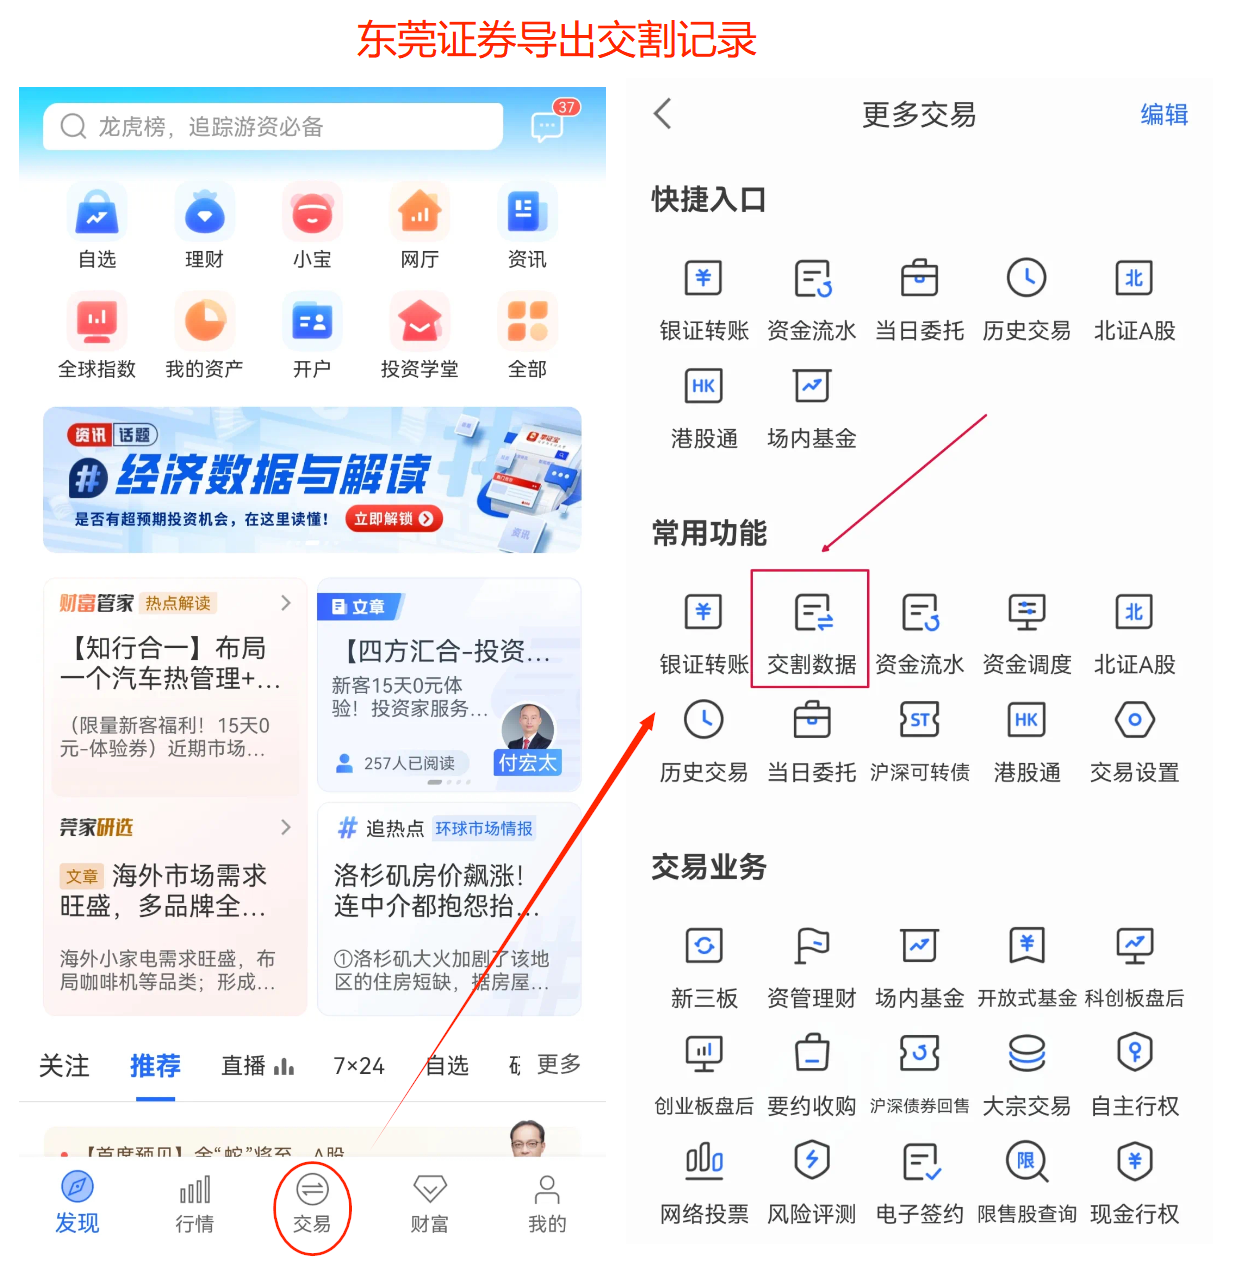 东莞证券导出交割记录
龙虎榜，追踪游资必备
37
自选 理财 小宝 网厅 资讯
全球指数 我的资产 开户 投资学堂 全部
资讯 话题
# 经济数据与解读
是否有超预期投资机会，在这里读懂！ 立即解锁
财富管家 热点解读
【知行合一】布局
一个汽车热管理+...
（限量新客福利！15天0
元-体验券）近期市场...
文章
【四方汇合-投资...
新客15天0元体
验！投资家服务...
257人已阅读
付宏太
莞家研选
文章 海外市场需求
旺盛，多品牌全...
海外小家电需求旺盛，布
局咖啡机等品类；形成...
# 追热点 环球市场情报
洛杉矶房价飙涨！
连中介都抱怨抬...
①洛杉矶大火加剧了该地
区的住房短缺，据房屋...
关注 推荐 直播 7×24 自选 更多
【首席预见】金“蛇”将至 A股
发现 行情 交易 财富 我的
更多交易
编辑
快捷入口
¥ 北
银证转账 资金流水 当日委托 历史交易 北证A股
HK
港股通 场内基金
常用功能
¥ 北
银证转账 交割数据 资金流水 资金调度 北证A股
ST HK
历史交易 当日委托 沪深可转债 港股通 交易设置
交易业务
¥
新三板 资管理财 场内基金 开放式基金 科创板盘后
创业板盘后 要约收购 沪深债券回售 大宗交易 自主行权
限 ¥
网络投票 风险评测 电子签约 限售股查询 现金行权